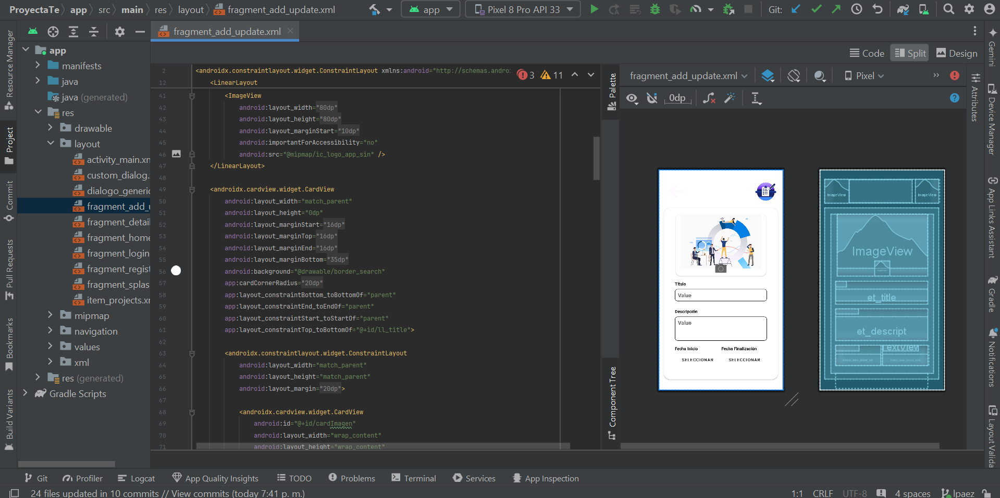 ProyectaTe app src main res layout fragment_add_update.xml app Pixel 8 Pro API 33 Git:
fragment_add_update.xml
Code Split Design
Resource Manager
Project
Commit
Pull Requests
Bookmarks
Build Variants
app
manifests
java
java (generated)
res
drawable
layout
activity_main.xn
custom_dialog.
dialogo_generic
fragment_add_u
fragment_detail
fragment_home
fragment_login
fragment_regist
fragment_splas
item_projects.xn
mipmap
navigation
values
xml
res (generated)
Gradle Scripts
2 <androidx.constraintlayout.widget.ConstraintLayout xmlns:android="http://schemas.andro
3 11
12 <LinearLayout
41 <ImageView
42 android:layout_width="80dp"
43 android:layout_height="80dp"
44 android:layout_marginStart="10dp"
45 android:importantForAccessibility="no"
46 android:src="@mipmap/ic_logo_app_sin" />
47 </LinearLayout>
48
49 <androidx.cardview.widget.CardView
50 android:layout_width="match_parent"
51 android:layout_height="0dp"
52 android:layout_marginStart="16dp"
53 android:layout_marginTop="16dp"
54 android:layout_marginEnd="16dp"
55 android:layout_marginBottom="35dp"
56 android:background="@drawable/border_search"
57 app:cardCornerRadius="20dp"
58 app:layout_constraintBottom_toBottomOf="parent"
59 app:layout_constraintEnd_toEndOf="parent"
60 app:layout_constraintStart_toStartOf="parent"
61 app:layout_constraintTop_toBottomOf="@+id/ll_title">
62
63 <androidx.constraintlayout.widget.ConstraintLayout
64 android:layout_width="match_parent"
65 android:layout_height="match_parent"
66 android:layout_margin="20dp">
67
68 <androidx.cardview.widget.CardView
69 android:id="@+id/cardImagen"
70 android:layout_width="wrap_content"
71 android:layout_height="wrap_content"
Palette
Component Tree
fragment_add_update.xml Pixel
0dp
Título
Value
Descripción
Value
Fecha Inicio Fecha Finalización
SELECCIONAR SELECCIONAR
ImageView ImageView
ImageView
et_title
et_descript
TextView
Attributes
Gemini
Device Manager
App Links Assistant
Gradle
Notifications
Layout Valida
Git Profiler Logcat App Quality Insights TODO Problems Terminal Services App Inspection
24 files updated in 10 commits // View commits (today 7:41 p. m.) 1:1 CRLF UTF-8 4 spaces lpaez